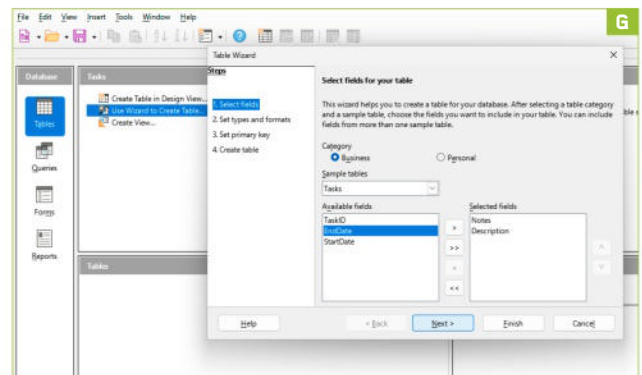 File Edit View Insert Tools Window Help
G
Table Wizard
Database
Tables
Queries
Forms
Reports
Tasks
Create Table in Design View...
Use Wizard to Create Table...
Create View...
Tables
Steps
1. Select fields
2. Set types and formats
3. Set primary key
4. Create table
Select fields for your table
This wizard helps you to create a table for your database. After selecting a table category
and a sample table, choose the fields you want to include in your table. You can include
fields from more than one sample table.
Category
Business Personal
Sample tables
Tasks
Available fields
TaskID
EndDate
StartDate
>
>>
<
<<
Selected fields
Notes
Description
Help < Back Next > Finish Cancel